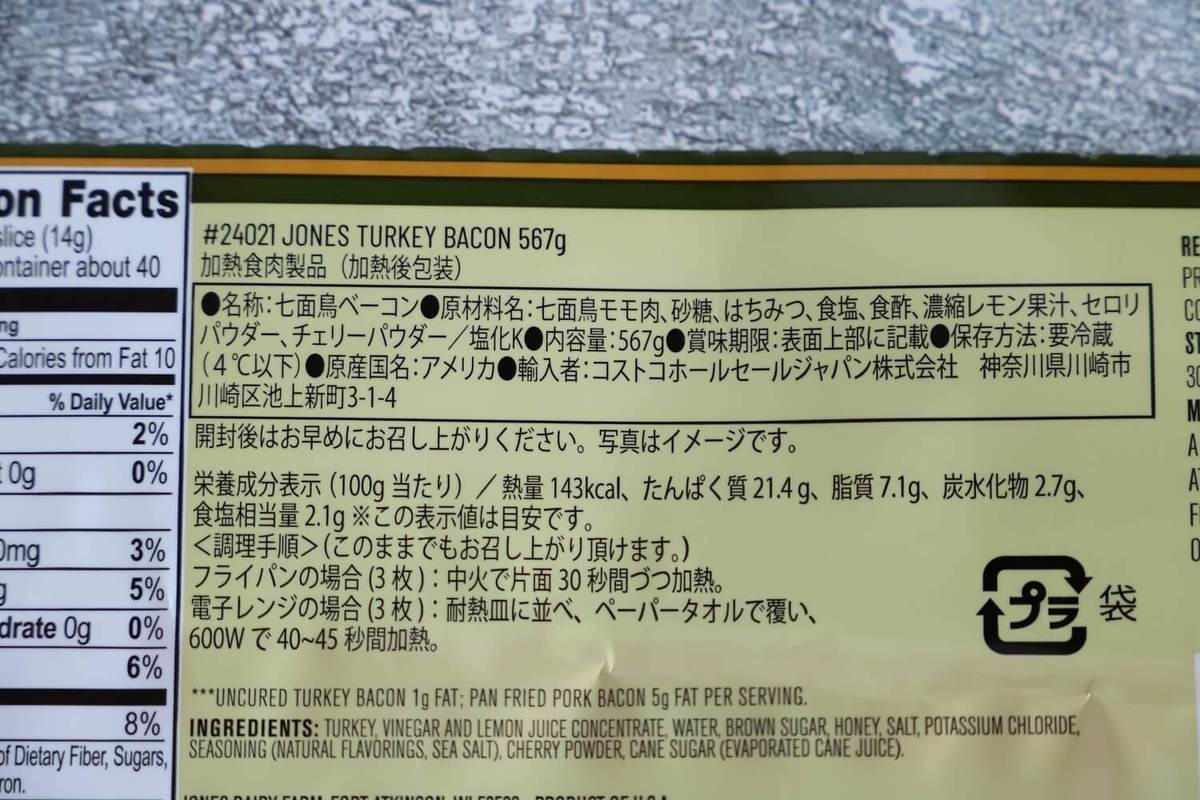 on Facts
slice (14g)
ontainer about 40
Calories from Fat 10
% Daily Value*
2%
0g 0%
0mg 3%
5%
drate 0g 0%
6%
8%
of Dietary Fiber, Sugars,
ron.
#24021 JONES TURKEY BACON 567g
加熱食肉製品（加熱後包装）
●名称：七面鳥ベーコン●原材料名：七面鳥モモ肉、砂糖、はちみつ、食塩、食酢、濃縮レモン果汁、セロリ
パウダー、チェリーパウダー／塩化K●内容量：567g●賞味期限：表面上部に記載●保存方法：要冷蔵
（4℃以下）●原産国名：アメリカ●輸入者：コストコホールセールジャパン株式会社　神奈川県川崎市
川崎区池上新町3-1-4
開封後はお早めにお召し上がりください。写真はイメージです。
栄養成分表示（100g 当たり）／熱量 143kcal、たんぱく質 21.4 g、脂質 7.1g、炭水化物 2.7g、
食塩相当量 2.1g ※この表示値は目安です。
＜調理手順＞（このままでもお召し上がり頂けます。）
フライパンの場合（3 枚）：中火で片面 30 秒間づつ加熱。
電子レンジの場合（3 枚）：耐熱皿に並べ、ペーパータオルで覆い、
600W で 40~45 秒間加熱。
プラ 袋
***UNCURED TURKEY BACON 1g FAT; PAN FRIED PORK BACON 5g FAT PER SERVING.
INGREDIENTS: TURKEY, VINEGAR AND LEMON JUICE CONCENTRATE, WATER, BROWN SUGAR, HONEY, SALT, POTASSIUM CHLORIDE,
SEASONING (NATURAL FLAVORINGS, SEA SALT), CHERRY POWDER, CANE SUGAR (EVAPORATED CANE JUICE).